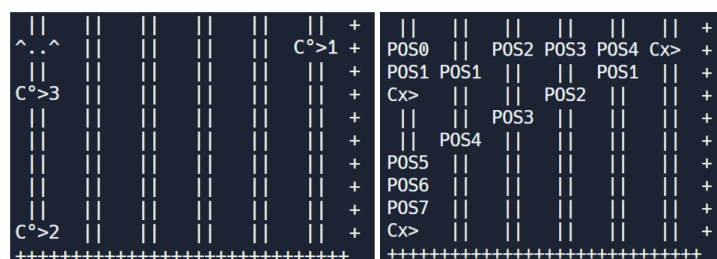 || || || || || || +
^..^ || || || || C°>1 +
|| || || || || || +
C°>3 || || || || || +
|| || || || || || +
|| || || || || || +
|| || || || || || +
|| || || || || || +
|| || || || || || +
C°>2 || || || || || +
++++++++++++++++++++++++++++++
|| || || || || || +
POS0 || POS2 POS3 POS4 Cx> +
POS1 POS1 || || POS1 || +
Cx> || || POS2 || || +
|| || POS3 || || || +
|| POS4 || || || || +
POS5 || || || || || +
POS6 || || || || || +
POS7 || || || || || +
Cx> || || || || || +
++++++++++++++++++++++++++++++